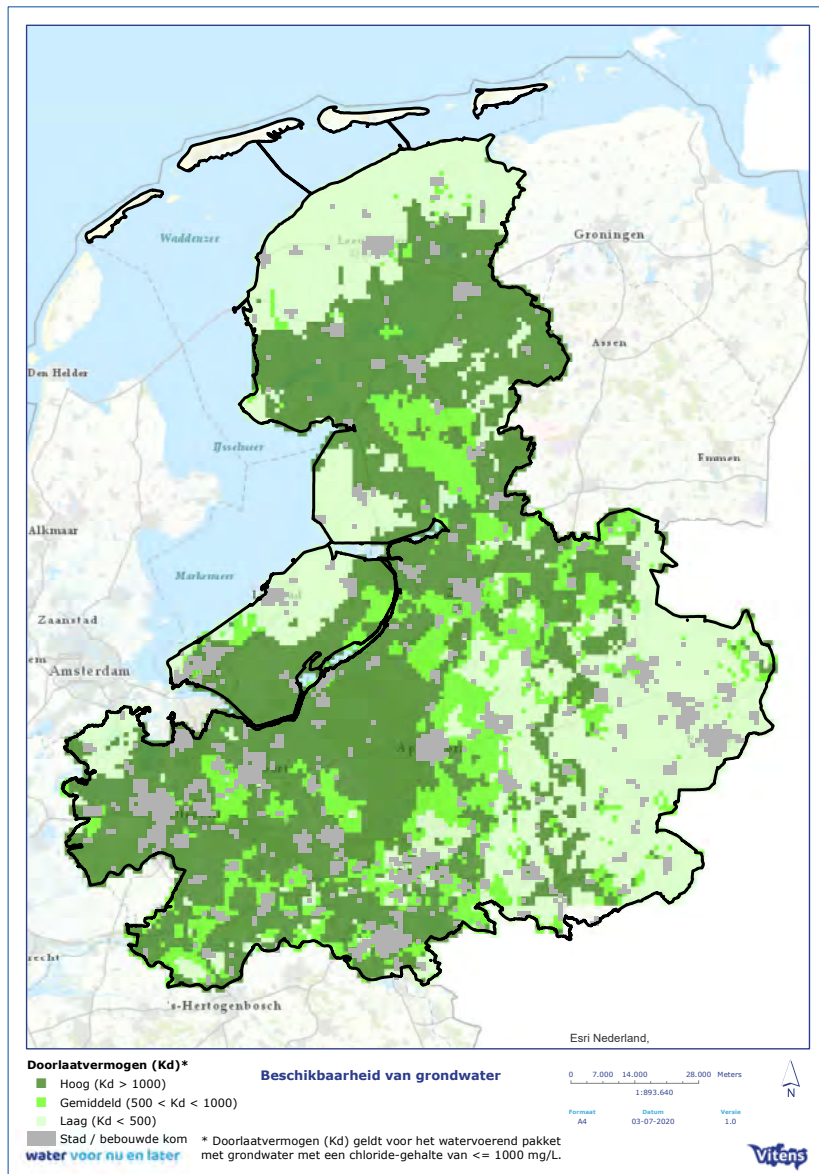 Waddenzee
Groningen
Assen
Den Helder
IJsselmeer
Emmen
Alkmaar
Markermeer
Zaanstad
Amsterdam
's-Hertogenbosch
Esri Nederland,
Doorlaatvermogen (Kd)*
Hoog (Kd > 1000)
Gemiddeld (500 < Kd < 1000)
Laag (Kd < 500)
Stad / bebouwde kom
water voor nu en later
Beschikbaarheid van grondwater
* Doorlaatvermogen (Kd) geldt voor het watervoerend pakket
met grondwater met een chloride-gehalte van <= 1000 mg/L.
0 7.000 14.000 28.000 Meters
1:893.640
Formaat Datum Versie
A4 03-07-2020 1.0
N
Vitens